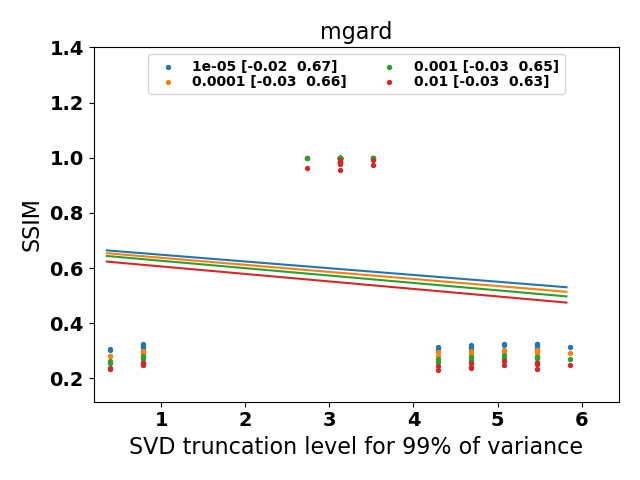 mgard
1e-05 [-0.02  0.67]
0.0001 [-0.03  0.66]
0.001 [-0.03  0.65]
0.01 [-0.03  0.63]
1.4
1.2
1.0
0.8
0.6
0.4
0.2
SSIM
1 2 3 4 5 6
SVD truncation level for 99% of variance